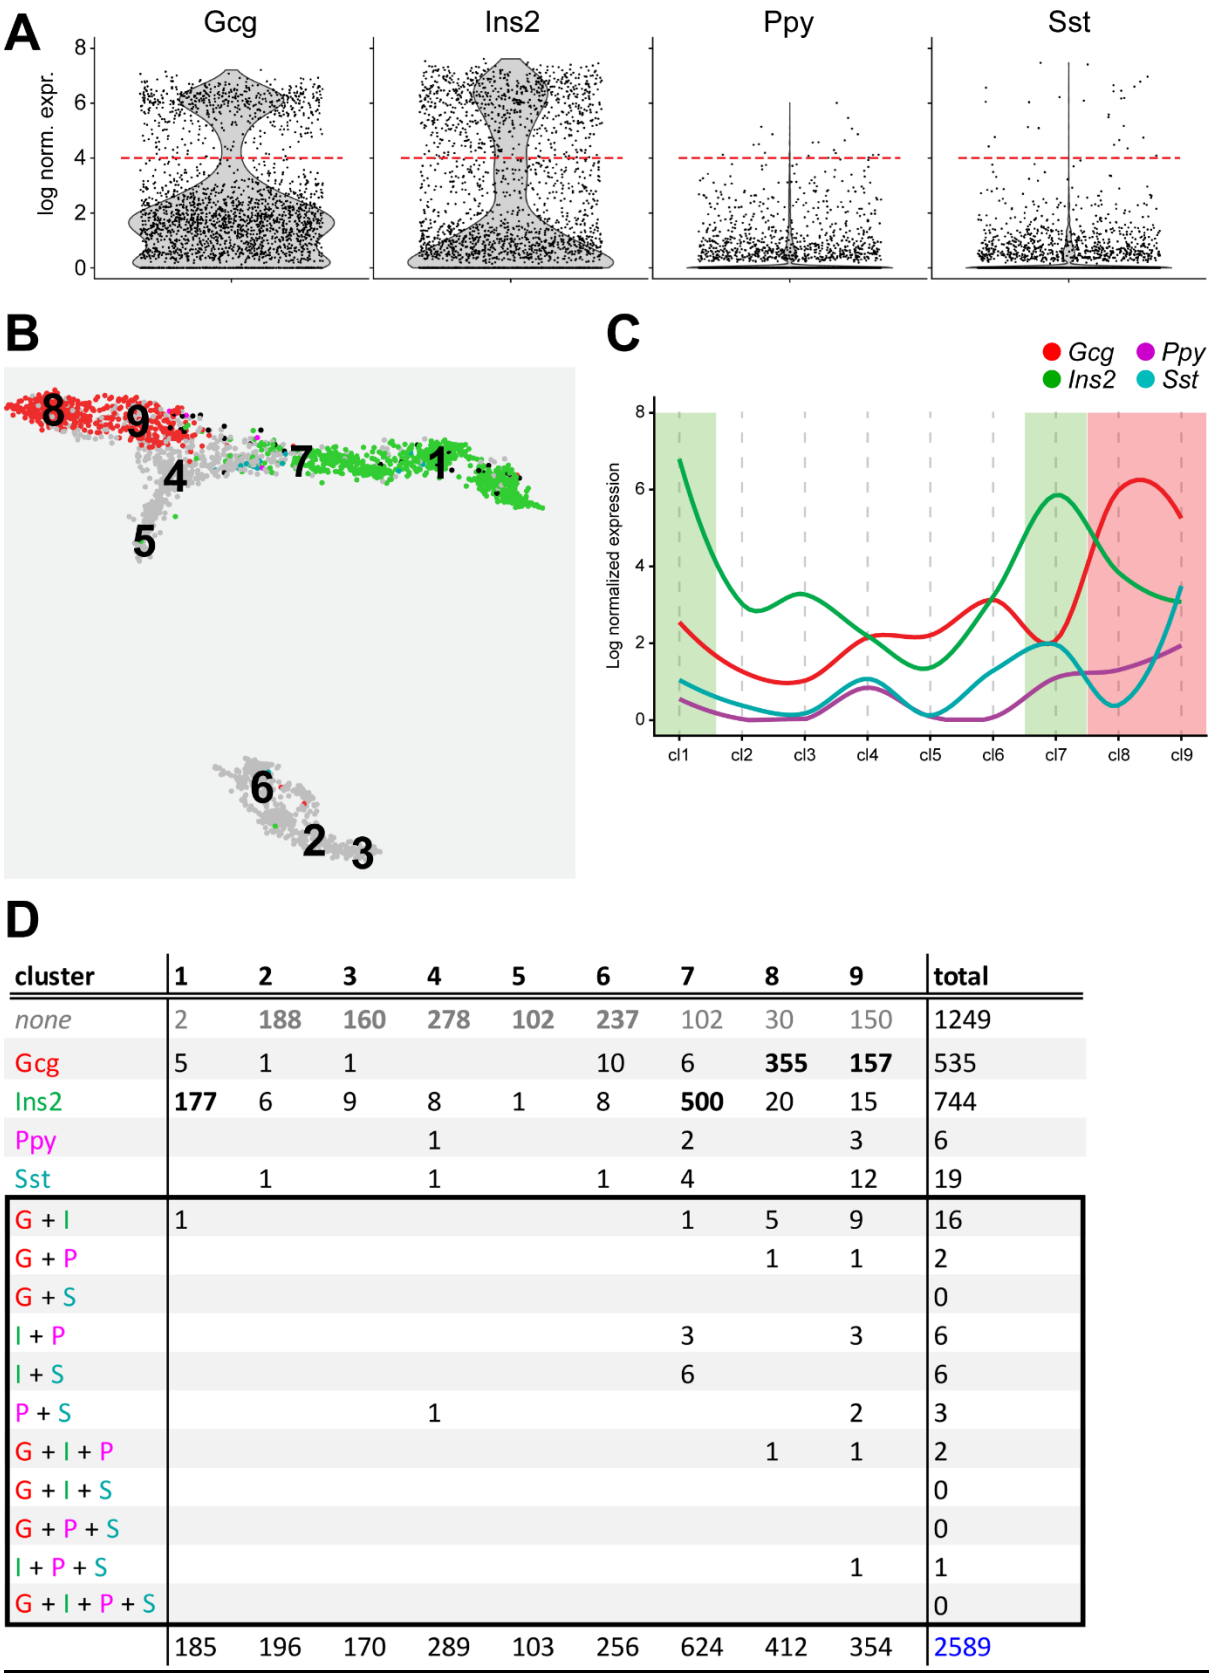 A
Gcg
Ins2
Ppy
Sst
log norm. expr.
8
6
4
2
0
B
8
9
4
7
1
5
6
2
3
C
Gcg Ppy
Ins2 Sst
Log normalized expression
8
6
4
2
0
cl1 cl2 cl3 cl4 cl5 cl6 cl7 cl8 cl9
D
cluster 1 2 3 4 5 6 7 8 9 total
none 2 188 160 278 102 237 102 30 150 1249
Gcg 5 1 1 10 6 355 157 535
Ins2 177 6 9 8 1 8 500 20 15 744
Ppy 1 2 3 6
Sst 1 1 1 4 12 19
G + I 1 1 5 9 16
G + P 1 1 2
G + S 0
I + P 3 3 6
I + S 6 6
P + S 1 2 3
G + I + P 1 1 2
G + I + S 0
G + P + S 0
I + P + S 1 1
G + I + P + S 0
185 196 170 289 103 256 624 412 354 2589